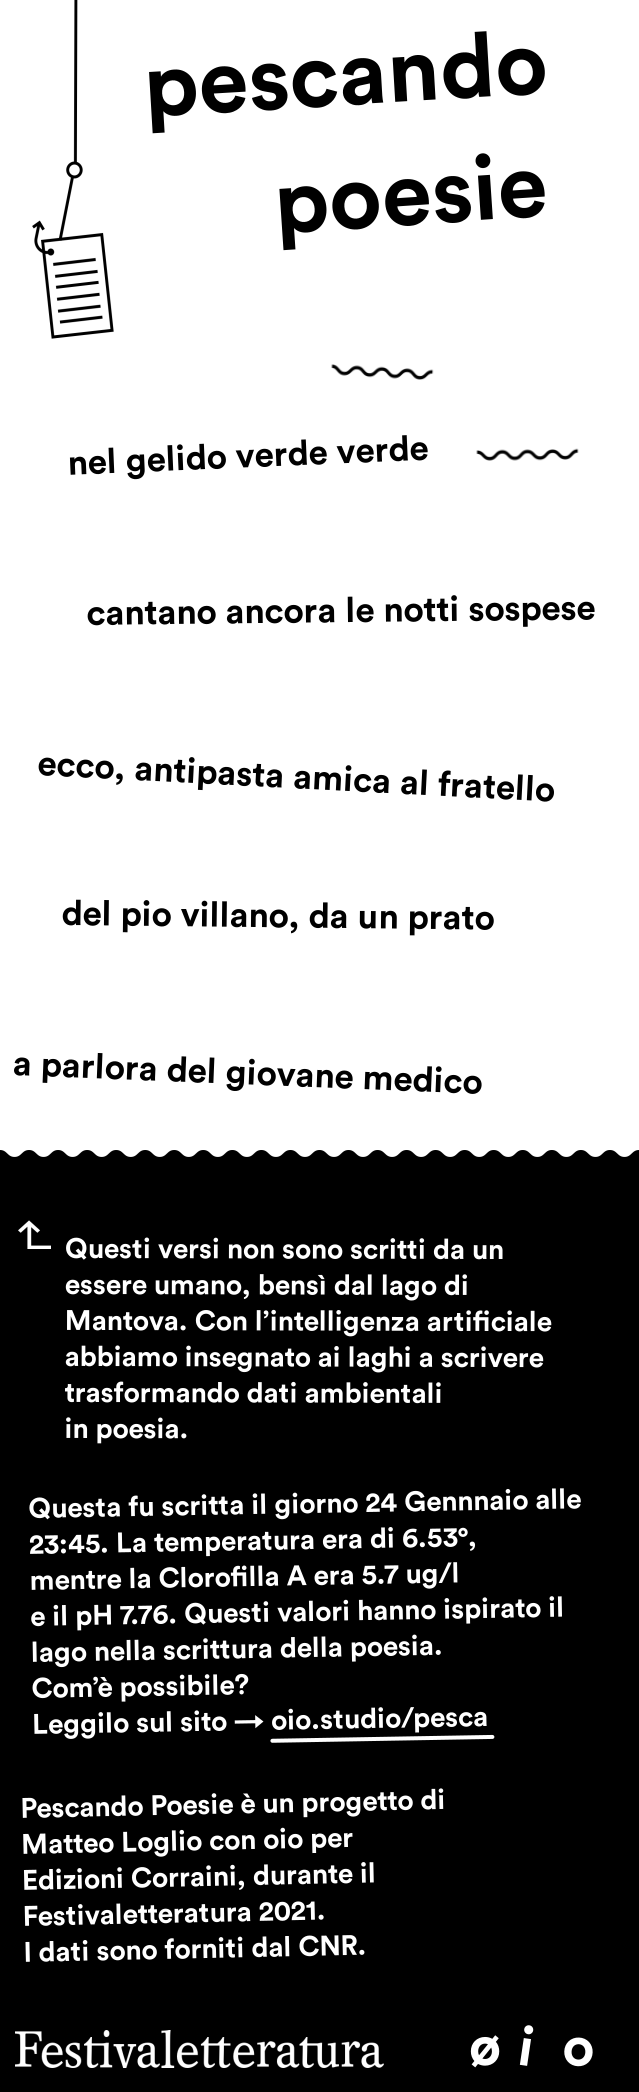 pescando
poesie
nel gelido verde verde
cantano ancora le notti sospese
ecco, antipasta amica al fratello
del pio villano, da un prato
a parlora del giovane medico
Questi versi non sono scritti da un
essere umano, bensì dal lago di
Mantova. Con l'intelligenza artificiale
abbiamo insegnato ai laghi a scrivere
trasformando dati ambientali
in poesia.
Questa fu scritta il giorno 24 Gennnaio alle
23:45. La temperatura era di 6.53°,
mentre la Clorofilla A era 5.7 ug/l
e il pH 7.76. Questi valori hanno ispirato il
lago nella scrittura della poesia.
Com'è possibile?
Leggilo sul sito → oio.studio/pesca
Pescando Poesie è un progetto di
Matteo Loglio con oio per
Edizioni Corraini, durante il
Festivaletteratura 2021.
I dati sono forniti dal CNR.
Festivaletteratura øio